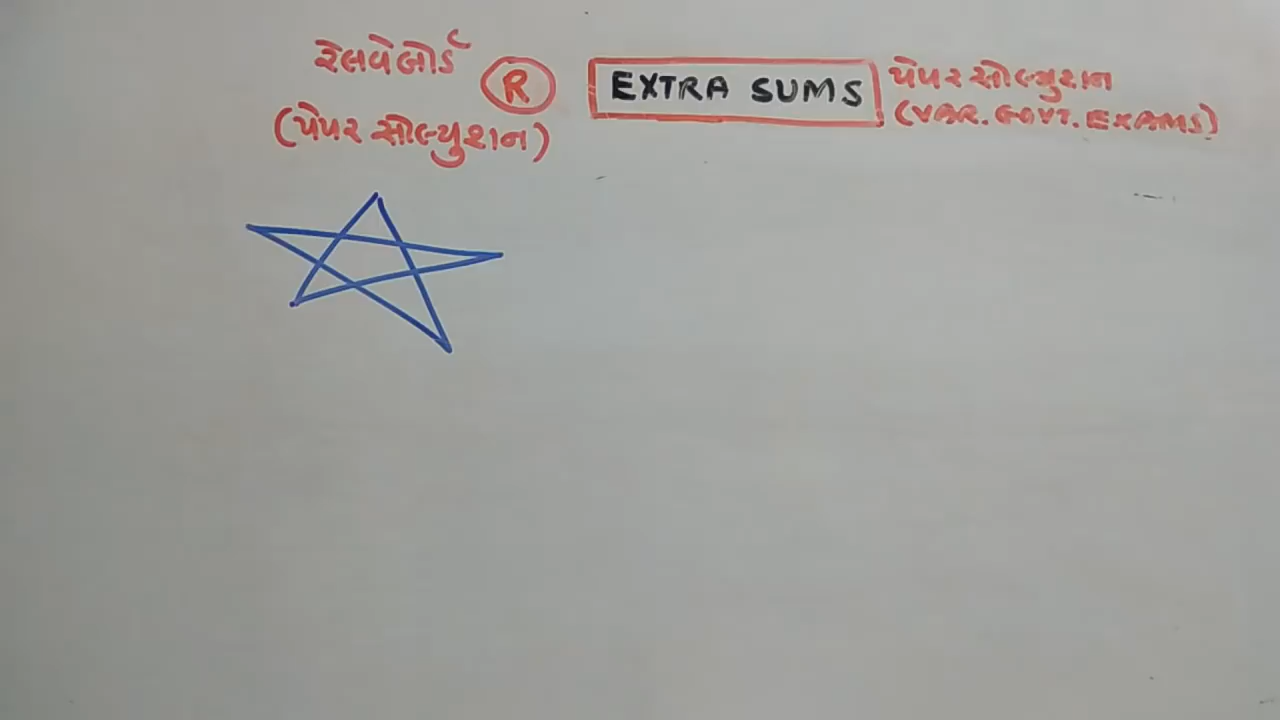 રેલવે બોર્ડ
(પેપર સોલ્યુશન)
R
EXTRA SUMS
પેપર સોલ્યુશન
(VAR. GOVT. EXAMS)